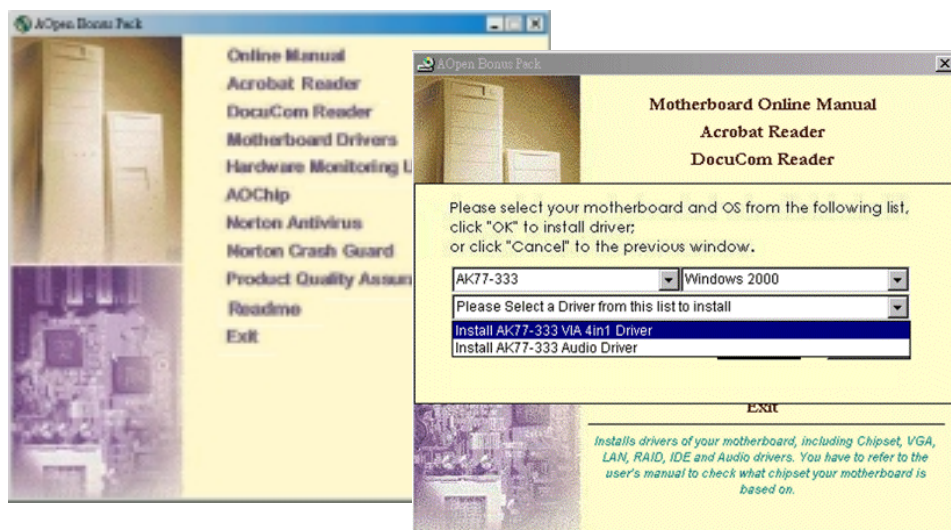 AOpen Bonus Pack
Online Manual
Acrobat Reader
DocuCom Reader
Motherboard Drivers
Hardware Monitoring U
AOChip
Norton Antivirus
Norton Crash Guard
Product Quality Assuran
Readme
Exit
AOpen Bonus Pack
Motherboard Online Manual
Acrobat Reader
DocuCom Reader
Please select your motherboard and OS from the following list,
click "OK" to install driver;
or click "Cancel" to the previous window.
AK77-333 Windows 2000
Please Select a Driver from this list to install
Install AK77-333 VIA 4in1 Driver
Install AK77-333 Audio Driver
Exit
Installs drivers of your motherboard, including Chipset, VGA,
LAN, RAID, IDE and Audio drivers. You have to refer to the
user's manual to check what chipset your motherboard is
based on.